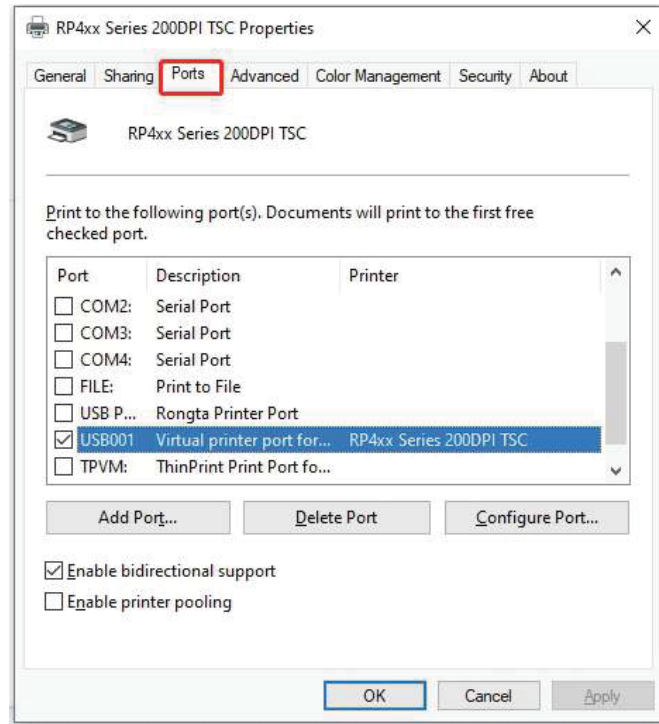 RP4xx Series 200DPI TSC Properties
General Sharing Ports Advanced Color Management Security About
RP4xx Series 200DPI TSC
Print to the following port(s). Documents will print to the first free
checked port.
Port Description Printer
COM2: Serial Port
COM3: Serial Port
COM4: Serial Port
FILE: Print to File
USB P... Rongta Printer Port
USB001 Virtual printer port for... RP4xx Series 200DPI TSC
TPVM: ThinPrint Print Port fo...
Add Port... Delete Port Configure Port...
Enable bidirectional support
Enable printer pooling
OK Cancel Apply